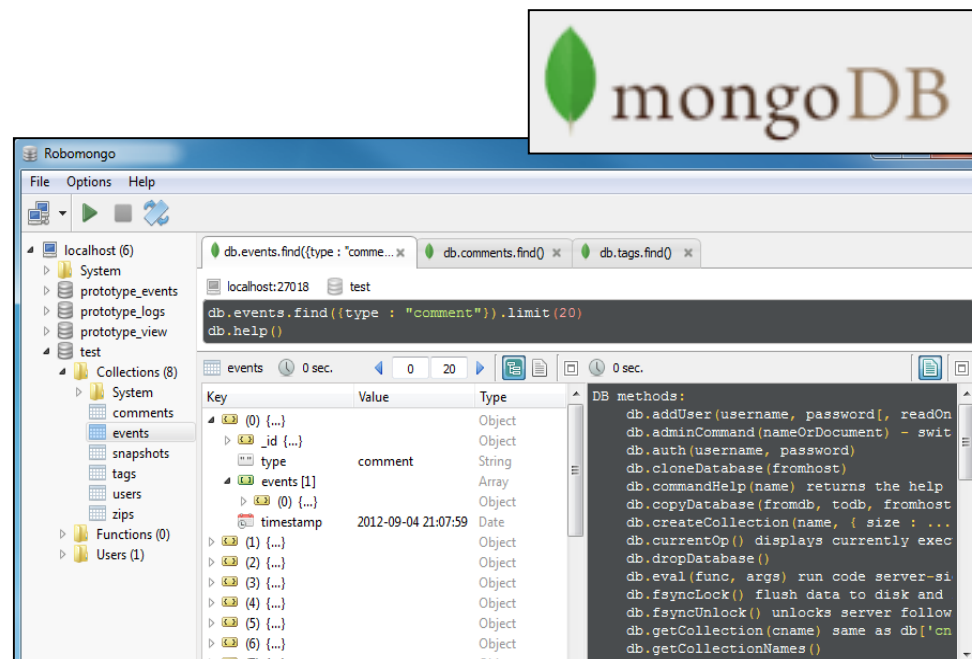 mongoDB
Robomongo
File Options Help
localhost (6)
System
prototype_events
prototype_logs
prototype_view
test
Collections (8)
System
comments
events
snapshots
tags
users
zips
Functions (0)
Users (1)
db.events.find({type : "comme... db.comments.find() db.tags.find()
localhost:27018 test
db.events.find({type : "comment"}).limit(20)
db.help()
events 0 sec. 0 20
Key Value Type
(0) {...} Object
_id {...} Object
type comment String
events [1] Array
(0) {...} Object
timestamp 2012-09-04 21:07:59 Date
(1) {...} Object
(2) {...} Object
(3) {...} Object
(4) {...} Object
(5) {...} Object
(6) {...} Object
0 sec.
DB methods:
db.addUser(username, password[, readOn
db.adminCommand(nameOrDocument) - swit
db.auth(username, password)
db.cloneDatabase(fromhost)
db.commandHelp(name) returns the help
db.copyDatabase(fromdb, todb, fromhost
db.createCollection(name, { size : ...
db.currentOp() displays currently exec
db.dropDatabase()
db.eval(func, args) run code server-si
db.fsyncLock() flush data to disk and
db.fsyncUnlock() unlocks server follow
db.getCollection(cname) same as db['cn
db.getCollectionNames()